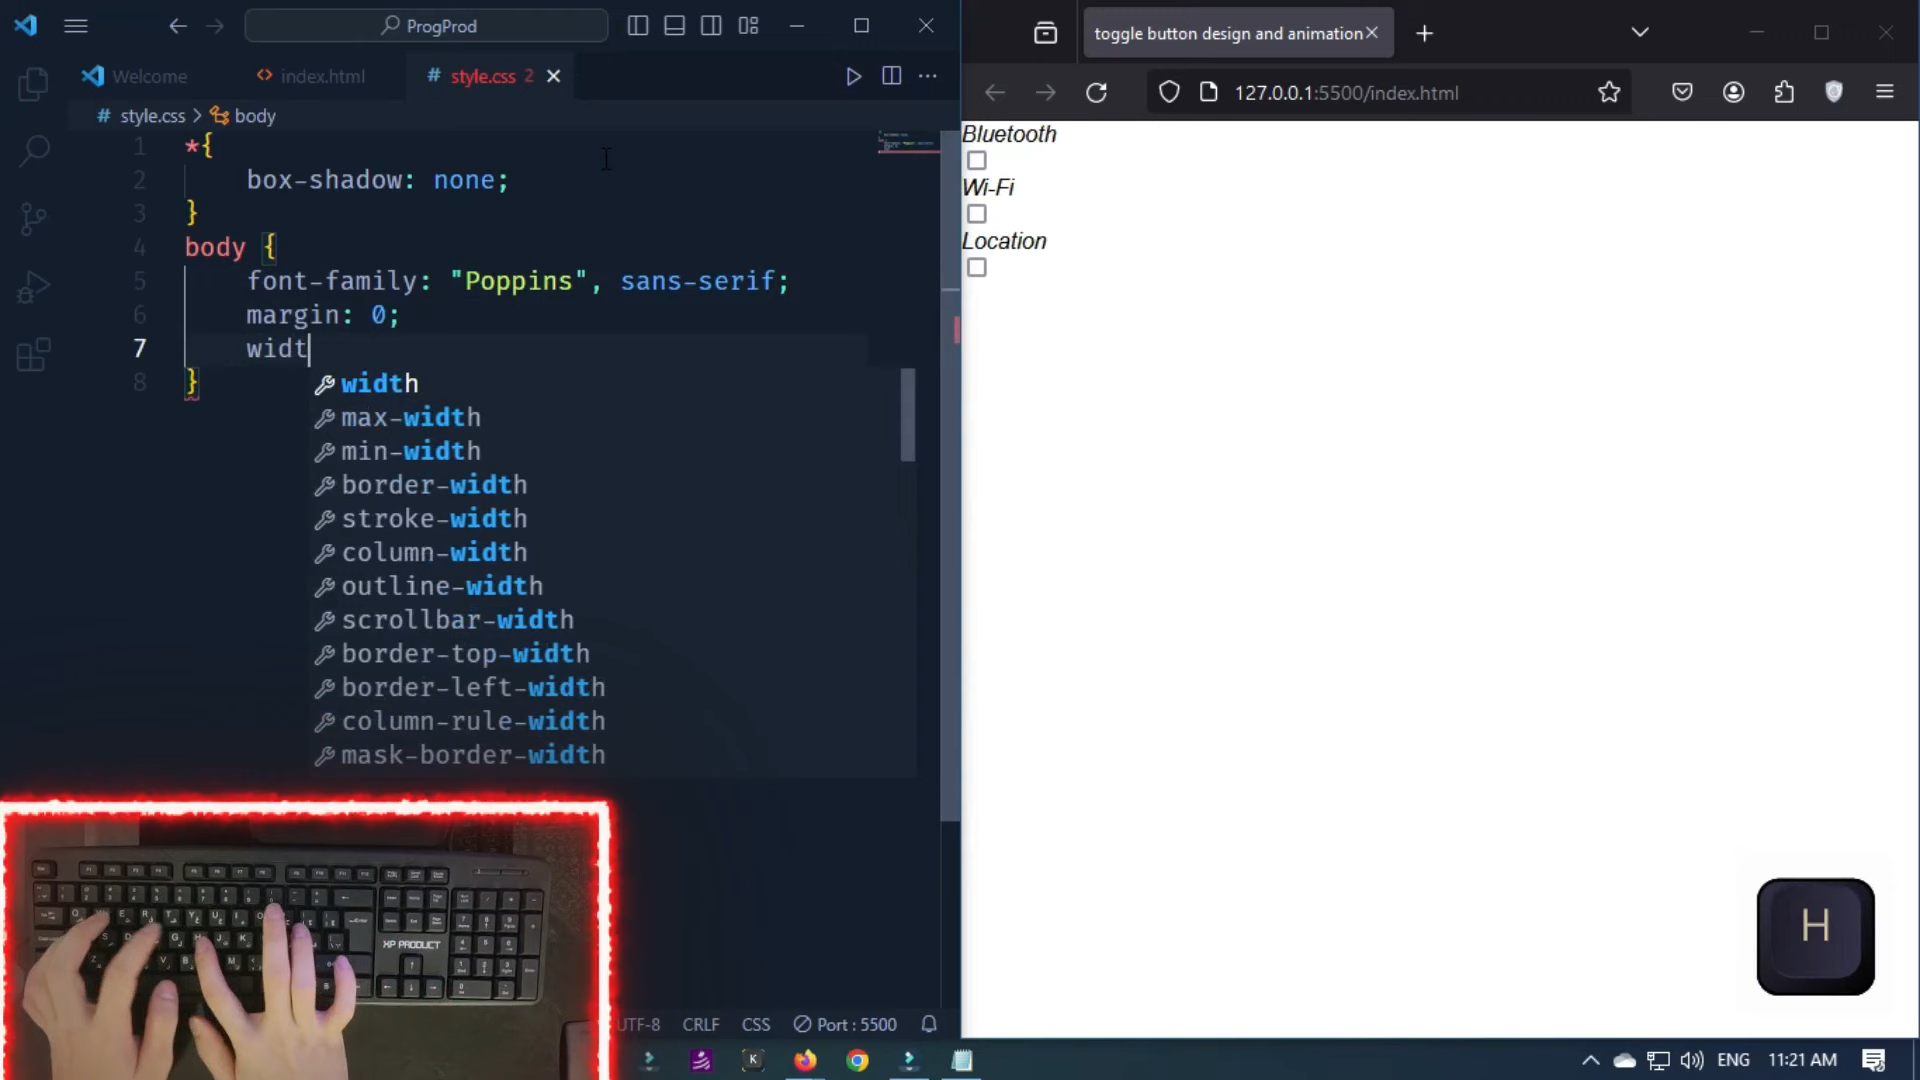 ProgProd
Welcome
index.html
# style.css 2
# style.css > body
1 *{
2 box-shadow: none;
3 }
4 body {
5 font-family: "Poppins", sans-serif;
6 margin: 0;
7 widt
8 }
width
max-width
min-width
border-width
stroke-width
column-width
outline-width
scrollbar-width
border-top-width
border-left-width
column-rule-width
mask-border-width
XP PRODUCT
UTF-8 CRLF CSS Port : 5500
toggle button design and animation
127.0.0.1:5500/index.html
Bluetooth
Wi-Fi
Location
H
K
ENG 11:21 AM